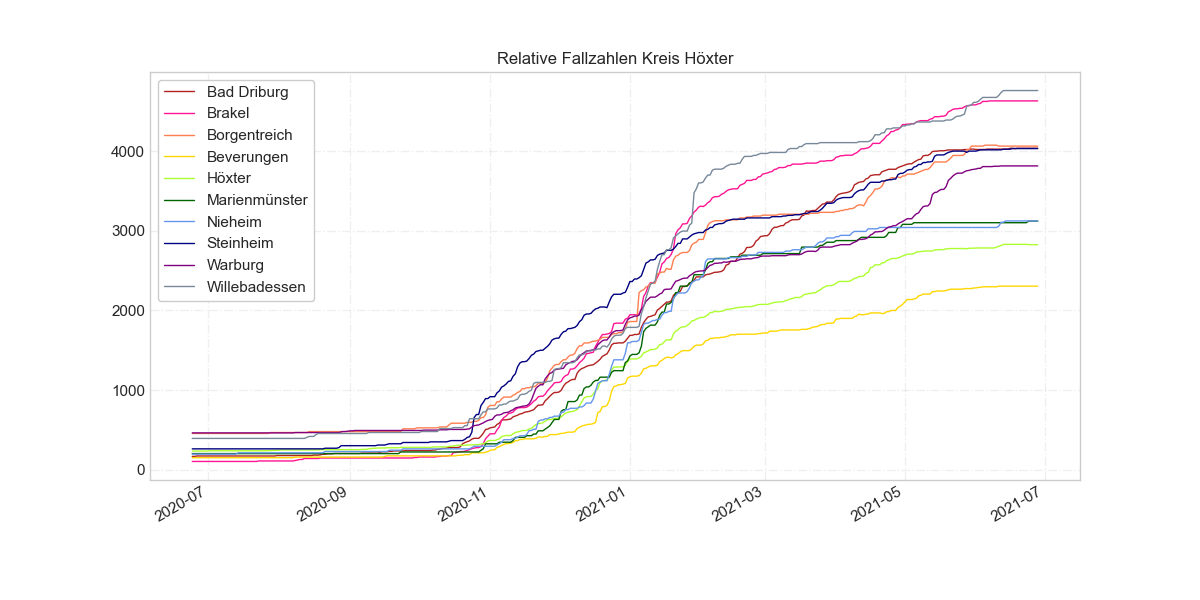 Relative Fallzahlen Kreis Höxter
Bad Driburg
Brakel
Borgentreich
Beverungen
Höxter
Marienmünster
Nieheim
Steinheim
Warburg
Willebadessen
4000
3000
2000
1000
0
2020-07
2020-09
2020-11
2021-01
2021-03
2021-05
2021-07